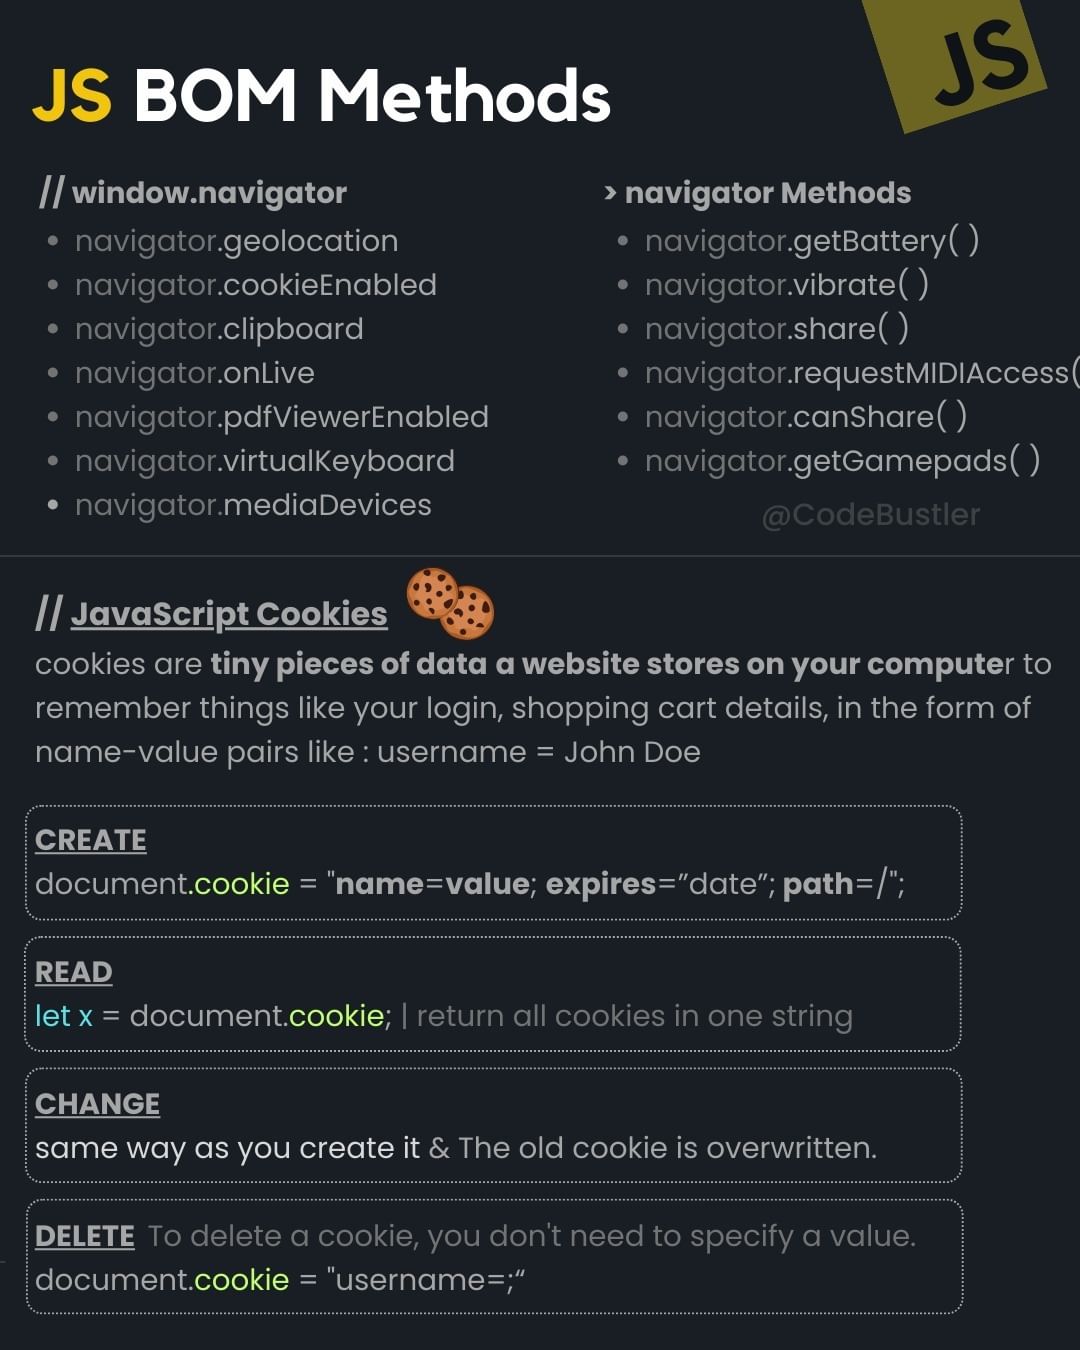 JS
JS BOM Methods
// window.navigator
• navigator.geolocation
• navigator.cookieEnabled
• navigator.clipboard
• navigator.onLive
• navigator.pdfViewerEnabled
• navigator.virtualKeyboard
• navigator.mediaDevices
> navigator Methods
• navigator.getBattery( )
• navigator.vibrate( )
• navigator.share( )
• navigator.requestMIDIAccess(
• navigator.canShare( )
• navigator.getGamepads( )
@CodeBustler
// JavaScript Cookies
cookies are tiny pieces of data a website stores on your computer to
remember things like your login, shopping cart details, in the form of
name-value pairs like : username = John Doe
CREATE
document.cookie = "name=value; expires=”date”; path=/";
READ
let x = document.cookie; | return all cookies in one string
CHANGE
same way as you create it & The old cookie is overwritten.
DELETE To delete a cookie, you don't need to specify a value.
document.cookie = "username=;“